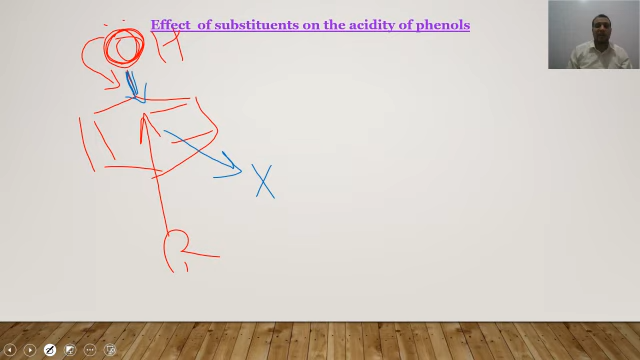 Effect of substituents on the acidity of phenols
O H
X
R